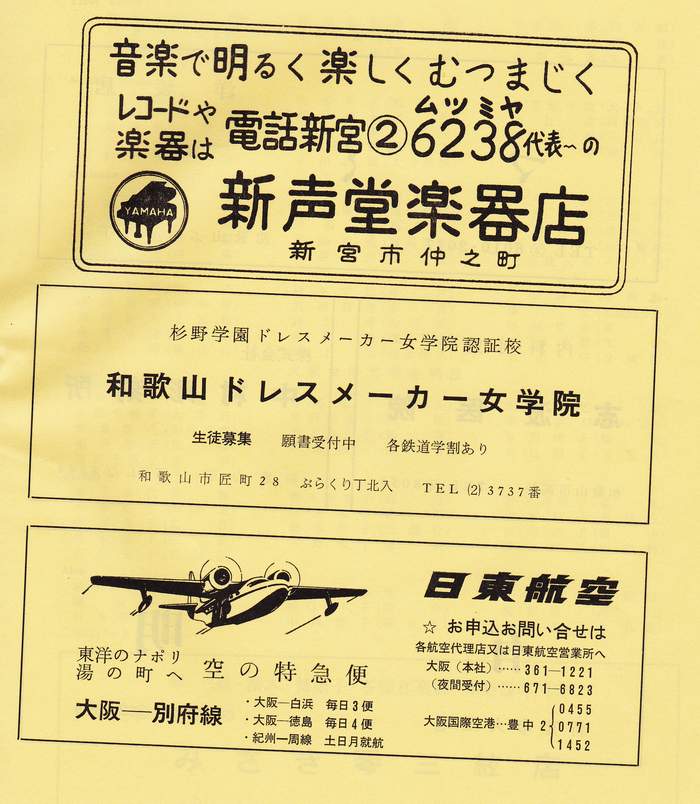 音楽で明るく楽しくむつまじく
レコードや
楽器は
電話新宮②6238代表〜の
ムツミヤ
YAMAHA
新声堂楽器店
新宮市仲之町
杉野学園ドレスメーカー女学院認証校
和歌山ドレスメーカー女学院
生徒募集 願書受付中 各鉄道学割あり
和歌山市匠町28 ぶらくり丁北入 TEL(2)3737番
日東航空
☆ お申込お問い合せは
各航空代理店又は日東航空営業所へ
大阪(本社)……361—1221
(夜間受付)……671—6823
大阪国際空港…豊中2
0455
0771
1452
東洋のナポリ
湯の町へ
空の特急便
大阪—別府線
・大阪—白浜 毎日3便
・大阪—徳島 毎日4便
・紀州一周線 土日月就航